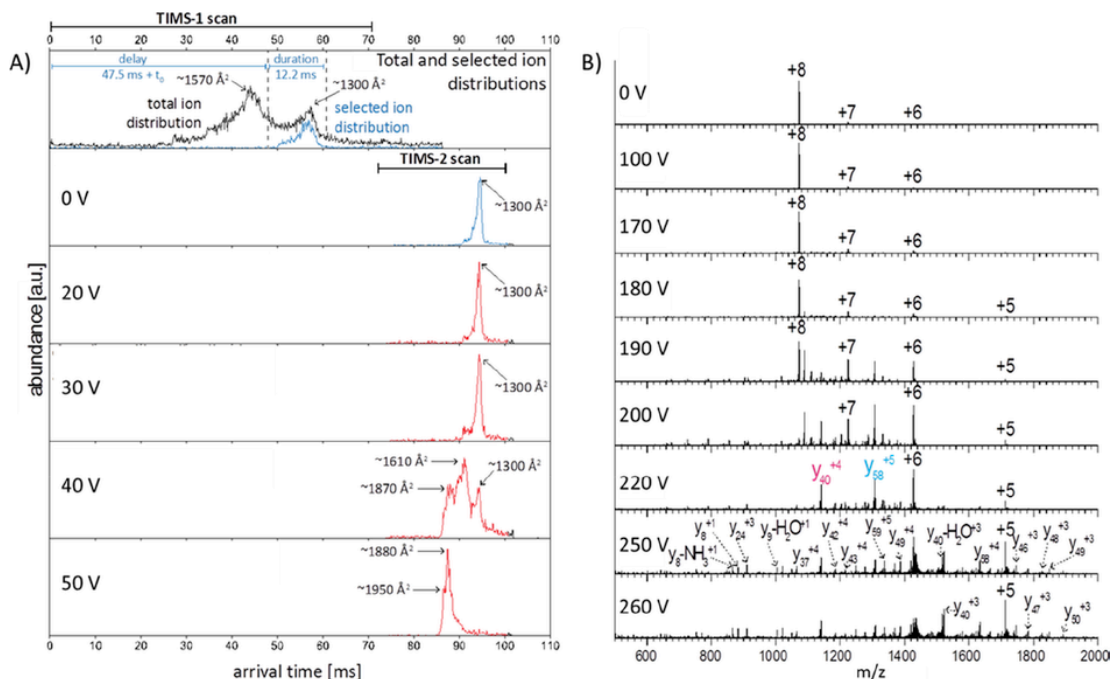 TIMS-1 scan
0 10 20 30 40 50 60 70 80 90 100 110
A)
delay
47.5 ms + t₀
duration
12.2 ms
Total and selected ion
distributions
~1570 Å²
~1300 Å²
total ion
distribution
selected ion
distribution
TIMS-2 scan
0 V
~1300 Å²
20 V
~1300 Å²
30 V
~1300 Å²
40 V
~1610 Å²
~1870 Å²
~1300 Å²
50 V
~1880 Å²
~1950 Å²
abundance [a.u.]
0 10 20 30 40 50 60 70 80 90 100 110
arrival time [ms]
B)
0 V
+8
+7
+6
100 V
+8
+7
+6
170 V
+8
+7
+6
180 V
+8
+7
+6
+5
190 V
+8
+7
+6
+5
200 V
+7
+6
+5
220 V
y₄₀⁺⁴
y₅₈⁺⁵
+6
+5
250 V
y₈-NH₃⁺¹
y₈⁺¹
y₂₄⁺³
y₉-H₂O⁺¹
y₃₇⁺⁴
y₄₂⁺⁴
y₄₃⁺⁴
y₅₉⁺⁵
y₄₉⁺⁴
y₄₀-H₂O⁺³
y₅₈⁺⁴
+5
y₄₆⁺³
y₄₈⁺³
y₄₉⁺³
260 V
y₄₀⁺³
+5
y₄₇⁺³
y₅₀⁺³
600 800 1000 1200 1400 1600 1800 2000
m/z